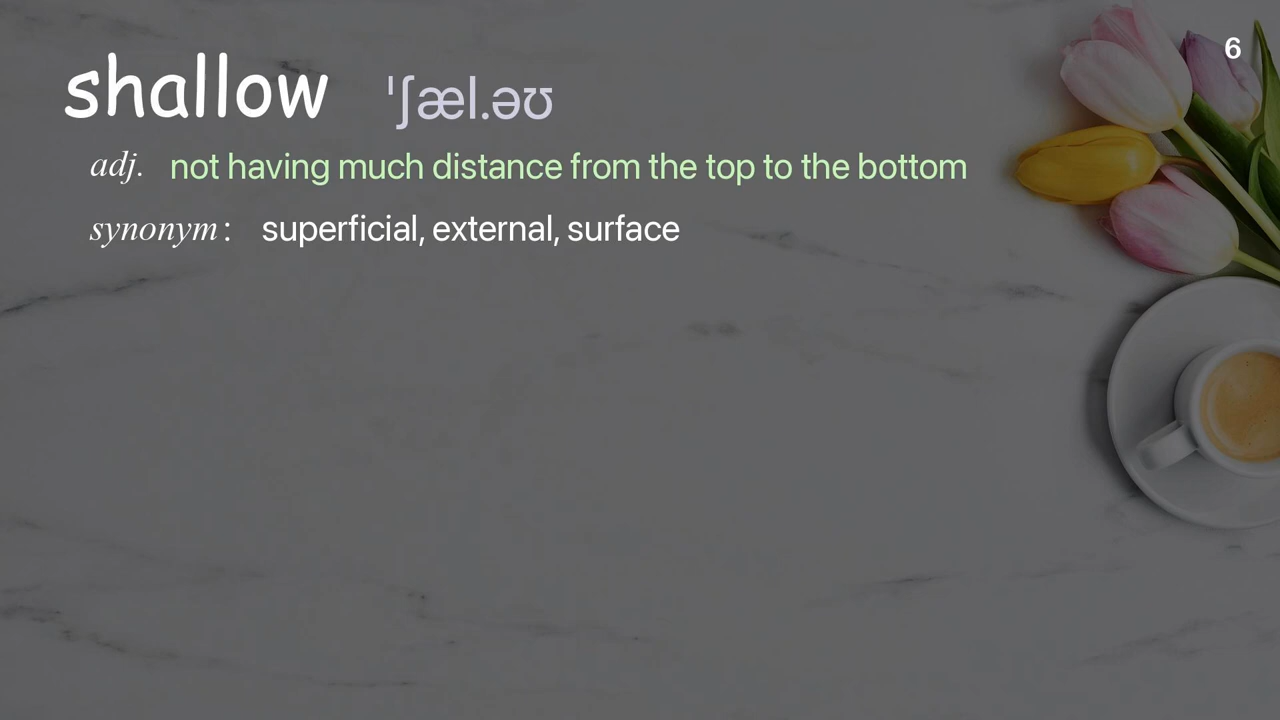 6
shallow ˈʃæl.əʊ
adj. not having much distance from the top to the bottom
synonym: superficial, external, surface